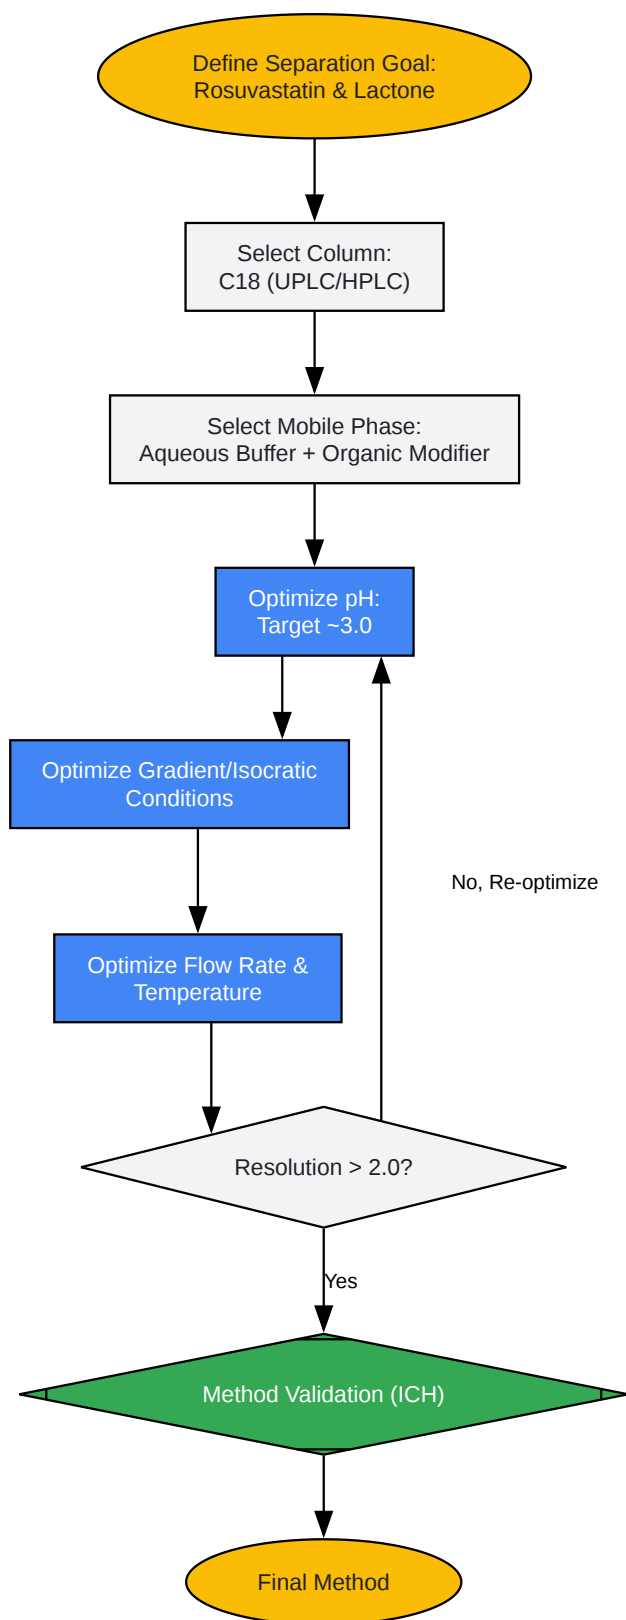 Define Separation Goal:
Rosuvastatin & Lactone
Select Column:
C18 (UPLC/HPLC)
Select Mobile Phase:
Aqueous Buffer + Organic Modifier
Optimize pH:
Target ~3.0
Optimize Gradient/Isocratic
Conditions
No, Re-optimize
Optimize Flow Rate &
Temperature
Resolution > 2.0?
Yes
Method Validation (ICH)
Final Method